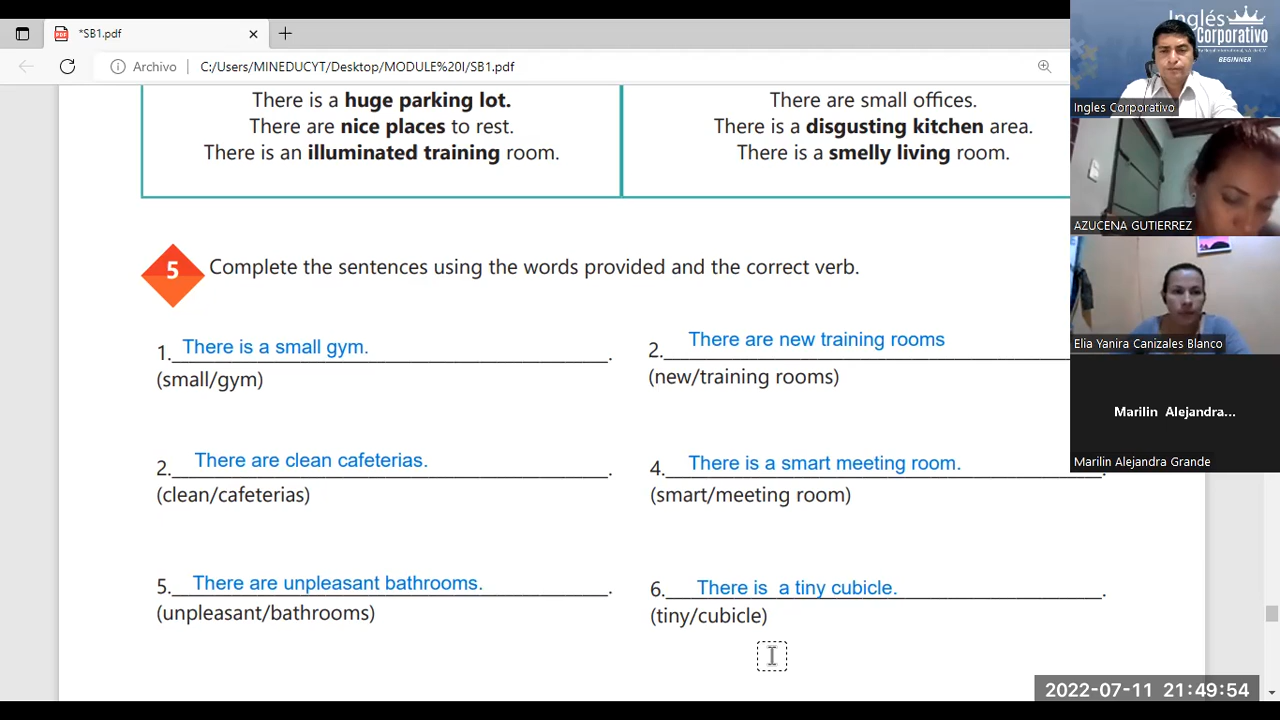 *SB1.pdf
Archivo
C:/Users/MINEDUCYT/Desktop/MODULE%20I/SB1.pdf
Inglés
Corporativo
BEGINNER
Ingles Corporativo
There is a huge parking lot.
There are nice places to rest.
There is an illuminated training room.
There are small offices.
There is a disgusting kitchen area.
There is a smelly living room.
AZUCENA GUTIERREZ
5 Complete the sentences using the words provided and the correct verb.
1. There is a small gym. .
(small/gym)
2. There are new training rooms
(new/training rooms)
Elia Yanira Canizales Blanco
Marilin Alejandra...
Marilin Alejandra Grande
2. There are clean cafeterias. .
(clean/cafeterias)
4. There is a smart meeting room. .
(smart/meeting room)
5. There are unpleasant bathrooms. .
(unpleasant/bathrooms)
6. There is a tiny cubicle. .
(tiny/cubicle)
2022-07-11 21:49:54